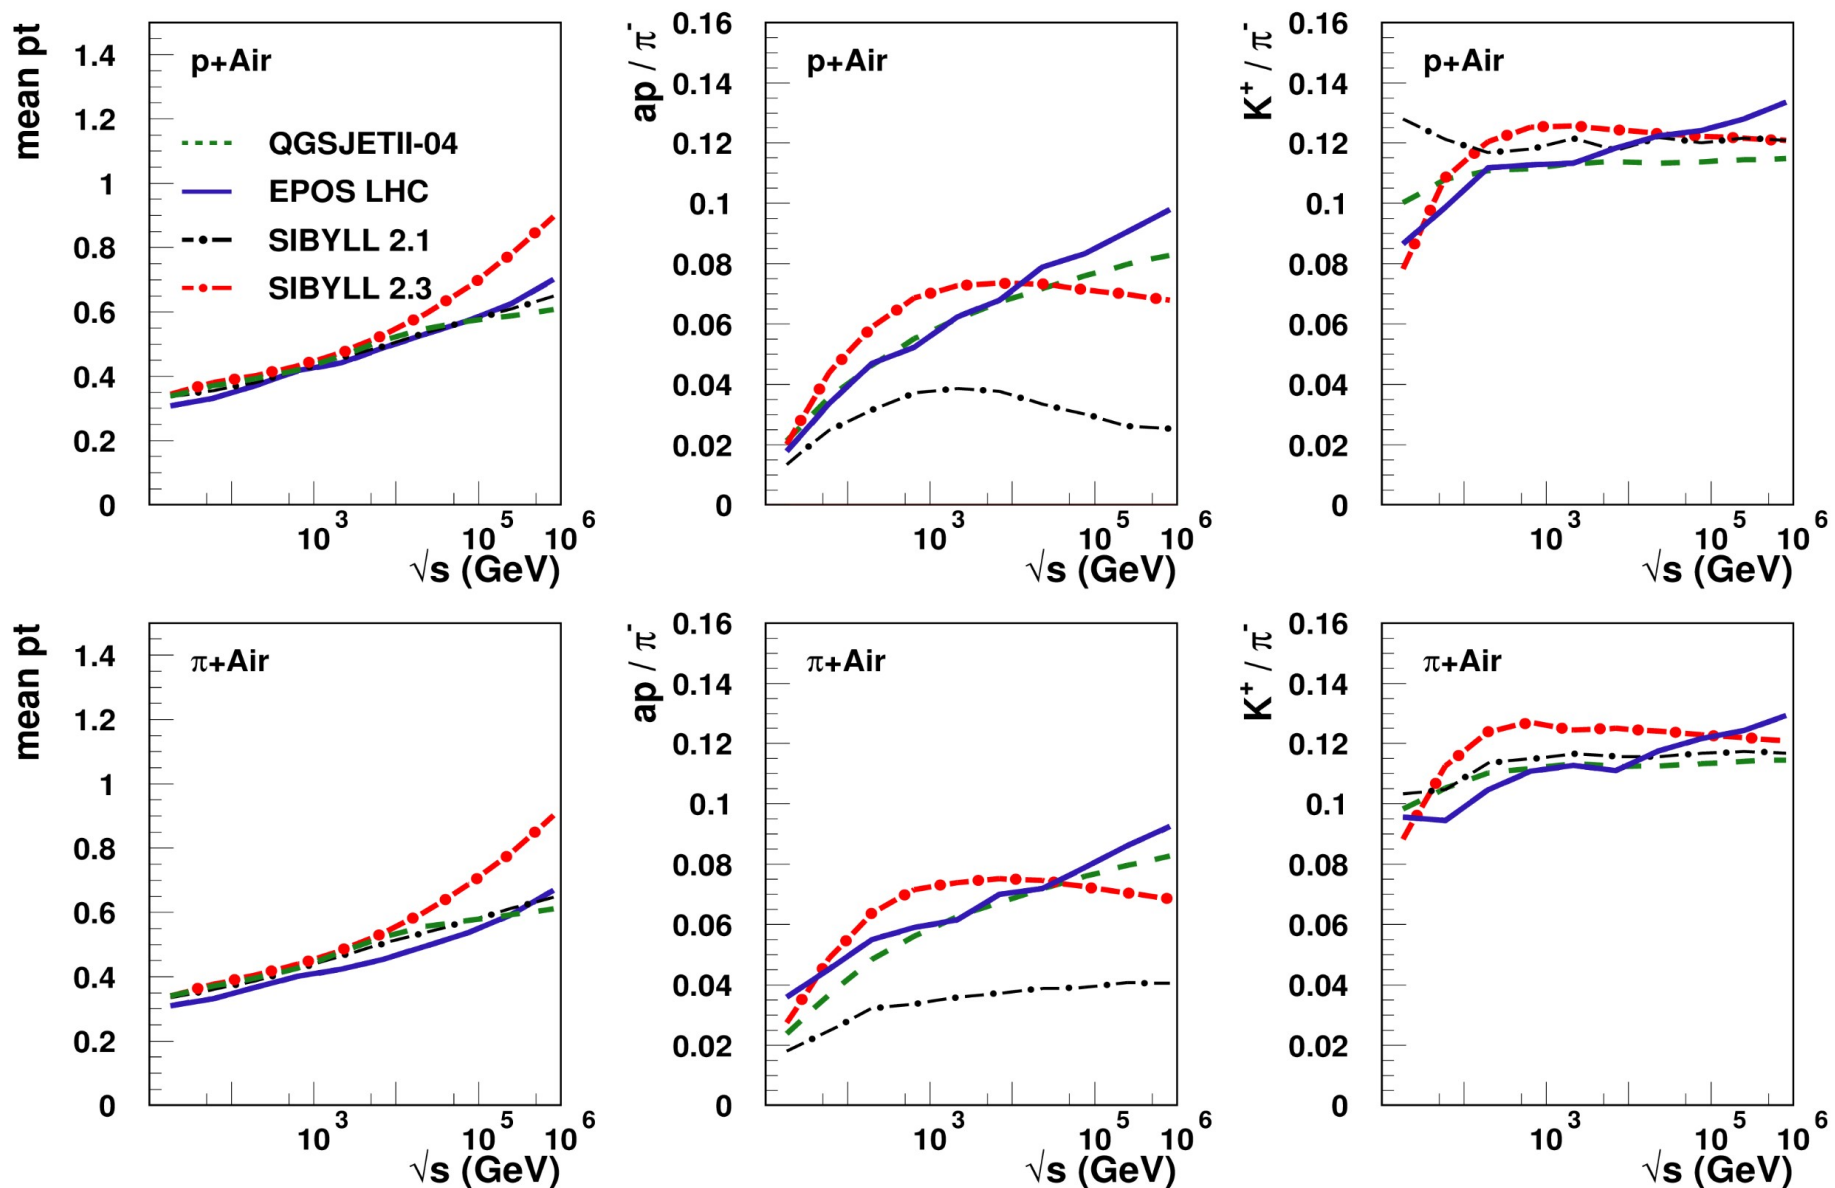 mean pt
1.4
1.2
1
0.8
0.6
0.4
0.2
0
p+Air
QGSJETII-04
EPOS LHC
SIBYLL 2.1
SIBYLL 2.3
10^3 10^5 10^6
√s (GeV)
ap / π^-
0.16
0.14
0.12
0.1
0.08
0.06
0.04
0.02
0
p+Air
10^3 10^5 10^6
√s (GeV)
K^+ / π^-
0.16
0.14
0.12
0.1
0.08
0.06
0.04
0.02
0
p+Air
10^3 10^5 10^6
√s (GeV)
mean pt
1.4
1.2
1
0.8
0.6
0.4
0.2
0
π+Air
10^3 10^5 10^6
√s (GeV)
ap / π^-
0.16
0.14
0.12
0.1
0.08
0.06
0.04
0.02
0
π+Air
10^3 10^5 10^6
√s (GeV)
K^+ / π^-
0.16
0.14
0.12
0.1
0.08
0.06
0.04
0.02
0
π+Air
10^3 10^5 10^6
√s (GeV)